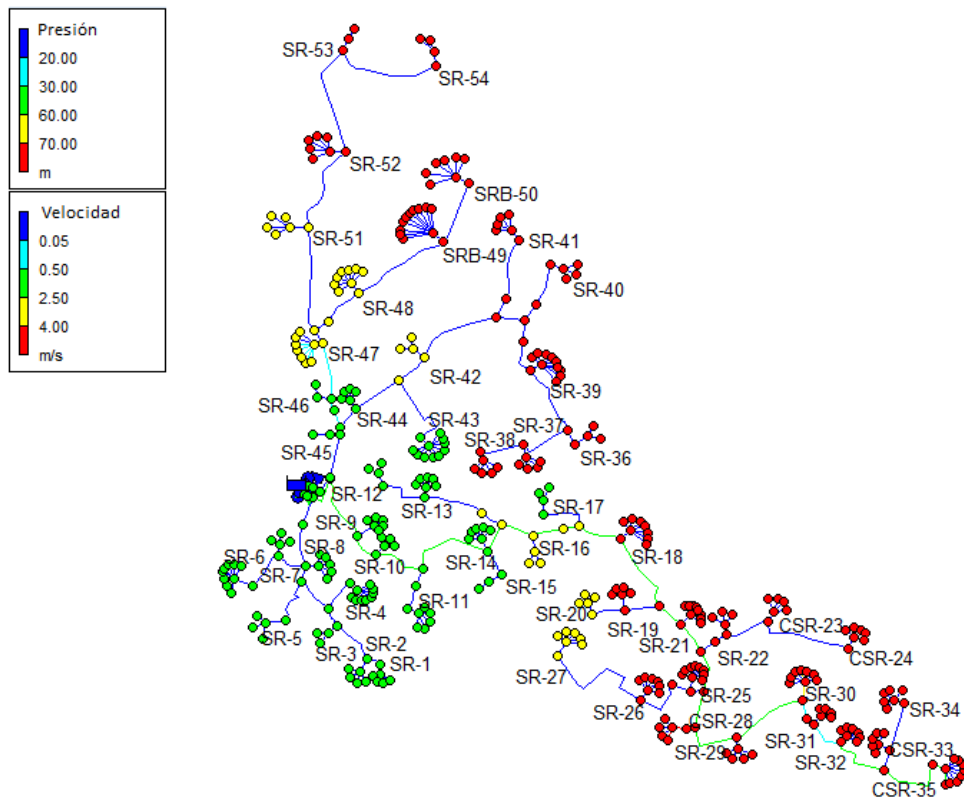 Presión
20.00
30.00
60.00
70.00
m
Velocidad
0.05
0.50
2.50
4.00
m/s
SR-53
SR-54
SR-52
SRB-50
SR-51
SRB-49
SR-41
SR-40
SR-48
SR-47
SR-42
SR-39
SR-46
SR-44
SR-43
SR-37
SR-38
SR-36
SR-45
SR-12
SR-13
SR-17
SR-9
SR-16
SR-18
SR-8
SR-6
SR-10
SR-14
SR-7
SR-15
SR-11
SR-4
SR-20
SR-19
SR-5
SR-3
SR-2
SR-21
CSR-23
SR-1
SR-22
CSR-24
SR-27
SR-25
SR-26
SR-30
SR-34
CSR-28
SR-31
SR-29
SR-32
CSR-33
CSR-35